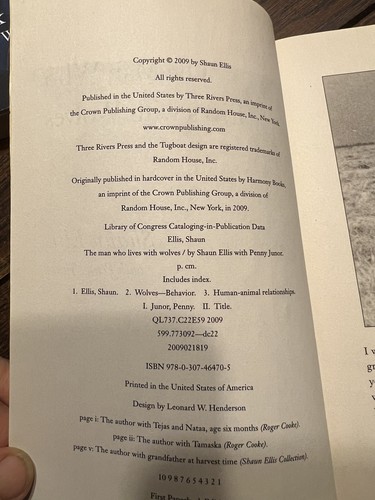 Copyright © 2009 by Shaun Ellis
All rights reserved.
Published in the United States by Three Rivers Press, an imprint of
the Crown Publishing Group, a division of Random House, Inc., New York.
www.crownpublishing.com
Three Rivers Press and the Tugboat design are registered trademarks of
Random House, Inc.
Originally published in hardcover in the United States by Harmony Books,
an imprint of the Crown Publishing Group, a division of
Random House, Inc., New York, in 2009.
Library of Congress Cataloging-in-Publication Data
Ellis, Shaun
The man who lives with wolves / by Shaun Ellis with Penny Junor.
p. cm.
Includes index.
1. Ellis, Shaun. 2. Wolves—Behavior. 3. Human-animal relationships.
I. Junor, Penny. II. Title.
QL737.C22E59 2009
599.773092—dc22
2009021819
ISBN 978-0-307-46470-5
Printed in the United States of America
Design by Leonard W. Henderson
page i: The author with Tejas and Nataa, age six months (Roger Cooke).
page ii: The author with Tamaska (Roger Cooke).
page v: The author with grandfather at harvest time (Shaun Ellis Collection).
10 9 8 7 6 5 4 3 2 1
First
I